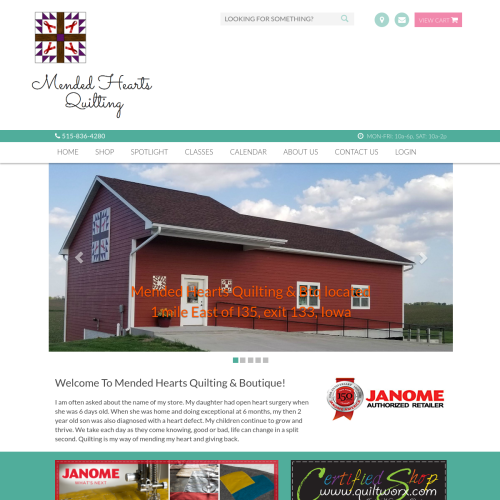 LOOKING FOR SOMETHING?
VIEW CART
Mended Hearts
Quilting
515-836-4280
MON-FRI: 10a-6p, SAT: 10a-3p
HOME SHOP SPOTLIGHT CLASSES CALENDAR ABOUT US CONTACT US LOGIN
Mended Hearts Quilting & Btq located
1 mile East of I35, exit 133, Iowa
Welcome To Mended Hearts Quilting & Boutique!
I am often asked about the name of my store. My daughter had open heart surgery when
she was 6 days old. When she was home and doing exceptional at 6 months, my then 2
year old son was also diagnosed with a heart defect. My children continue to grow and
thrive. We take each day as they come knowing, good or bad, life can change in a split
second. Quilting is my way of mending my heart and giving back.
150
JANOME
AUTHORIZED RETAILER
JANOME
WHAT'S NEXT
Certified Shop
www.quiltworx.com